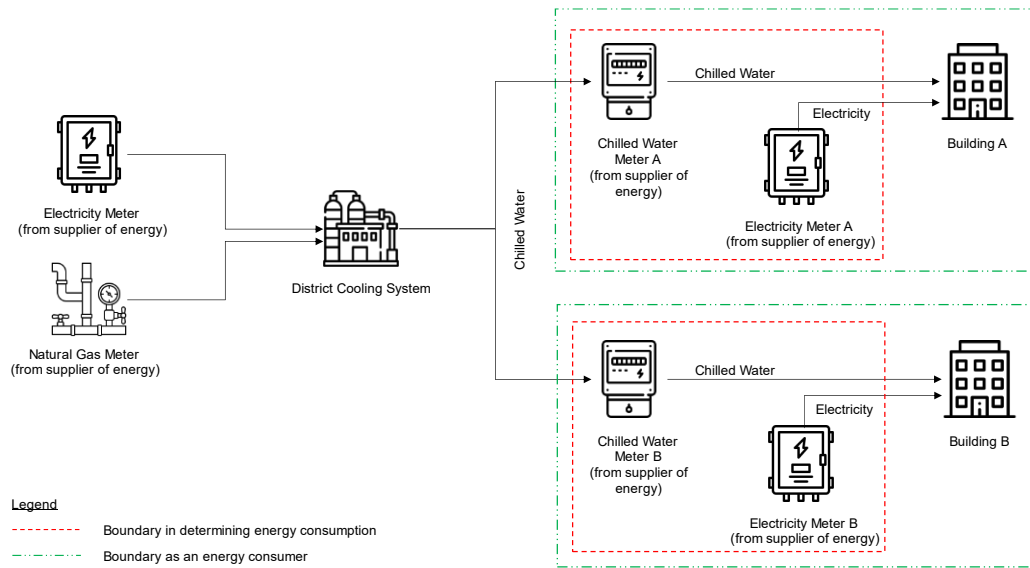 Chilled Water
Electricity
Chilled Water
Meter A
(from supplier of
energy)
Building A
Electricity Meter A
(from supplier of energy)
Electricity Meter
(from supplier of energy)
District Cooling System
Chilled Water
Natural Gas Meter
(from supplier of energy)
Chilled Water
Electricity
Chilled Water
Meter B
(from supplier of
energy)
Building B
Electricity Meter B
(from supplier of energy)
Legend
Boundary in determining energy consumption
Boundary as an energy consumer